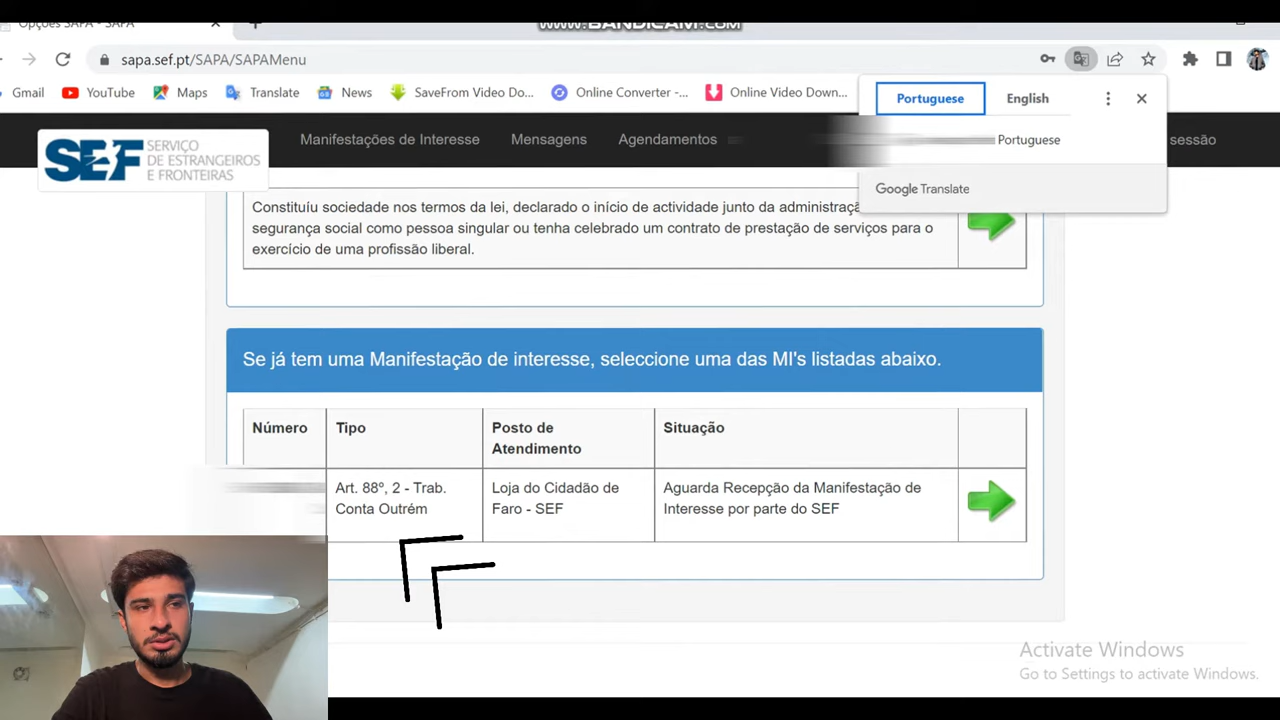 Opções SAPA - SAPA
WWW.BANDICAM.COM
sapa.sef.pt/SAPA/SAPAMenu
Gmail
YouTube
Maps
Translate
News
SaveFrom Video Do...
Online Converter -...
Online Video Down...
Portuguese
English
Portuguese
Google Translate
SEF
SERVIÇO
DE ESTRANGEIROS
E FRONTEIRAS
Manifestações de Interesse
Mensagens
Agendamentos
sessão
Constituíu sociedade nos termos da lei, declarado o início de actividade junto da administração
segurança social como pessoa singular ou tenha celebrado um contrato de prestação de serviços para o
exercício de uma profissão liberal.
Se já tem uma Manifestação de interesse, seleccione uma das MI's listadas abaixo.
Número
Tipo
Posto de
Atendimento
Situação
Art. 88º, 2 - Trab.
Conta Outrém
Loja do Cidadão de
Faro - SEF
Aguarda Recepção da Manifestação de
Interesse por parte do SEF
Activate Windows
Go to Settings to activate Windows.